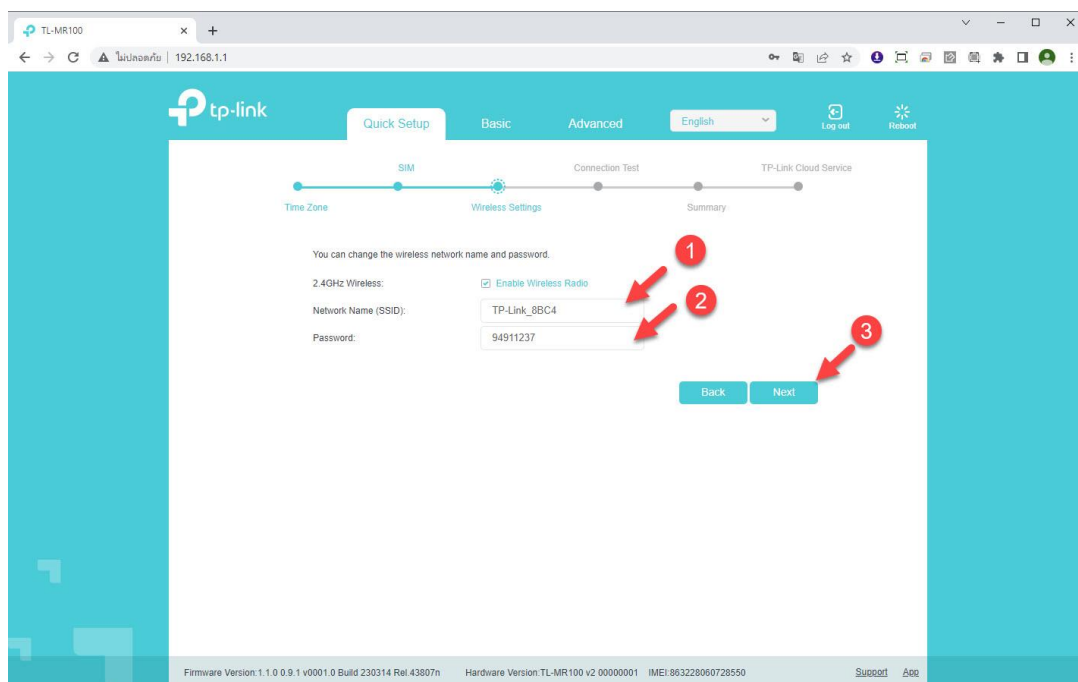 TL-MR100
ไม่ปลอดภัย 192.168.1.1
tp-link
Quick Setup Basic Advanced English Log out Reboot
SIM Connection Test TP-Link Cloud Service
Time Zone Wireless Settings Summary
You can change the wireless network name and password.
1
2.4GHz Wireless: Enable Wireless Radio
2
Network Name (SSID): TP-Link_8BC4
3
Password: 94911237
Back Next
Firmware Version:1.1.0 0.9.1 v0001.0 Build 230314 Rel.43807n Hardware Version:TL-MR100 v2 00000001 IMEI:863228060728550 Support App